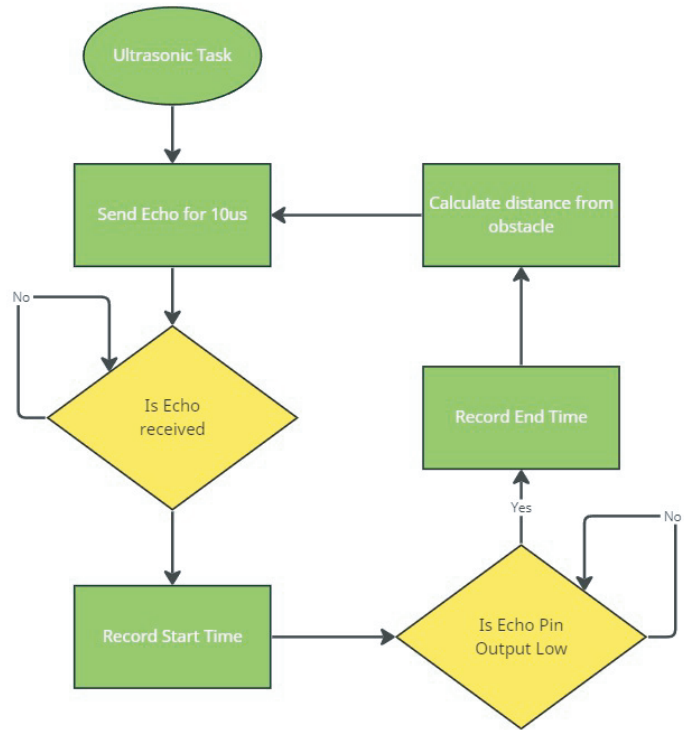 Ultrasonic Task
Send Echo for 10us
No
Is Echo
received
Record Start Time
Is Echo Pin
Output Low
No
Yes
Record End Time
Calculate distance from
obstacle